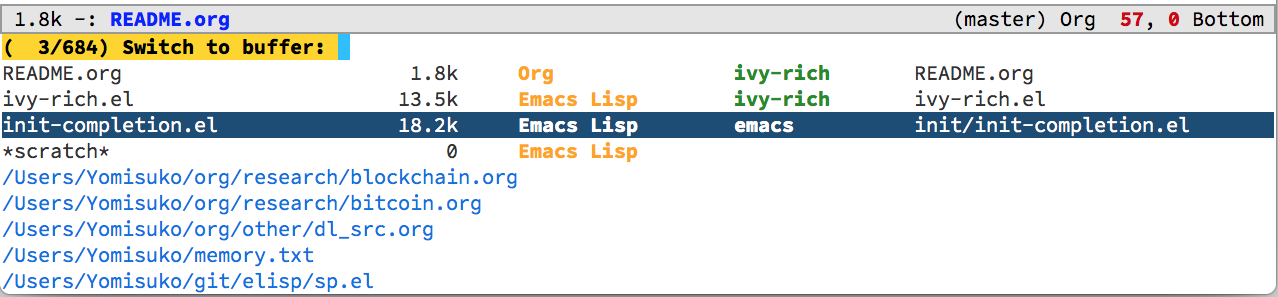 1.8k -: README.org (master) Org 57, 0 Bottom
( 3/684) Switch to buffer:
README.org 1.8k Org ivy-rich README.org
ivy-rich.el 13.5k Emacs Lisp ivy-rich ivy-rich.el
init-completion.el 18.2k Emacs Lisp emacs init/init-completion.el
*scratch* 0 Emacs Lisp
/Users/Yomisuko/org/research/blockchain.org
/Users/Yomisuko/org/research/bitcoin.org
/Users/Yomisuko/org/other/dl_src.org
/Users/Yomisuko/memory.txt
/Users/Yomisuko/git/elisp/sp.el